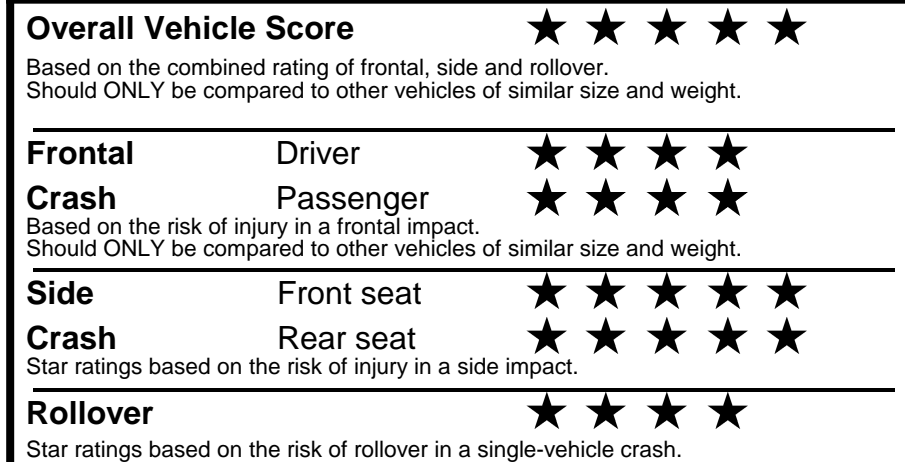 Overall Vehicle Score ★ ★ ★ ★ ★
Based on the combined rating of frontal, side and rollover.
Should ONLY be compared to other vehicles of similar size and weight.
Frontal Driver ★ ★ ★ ★
Crash Passenger ★ ★ ★ ★
Based on the risk of injury in a frontal impact.
Should ONLY be compared to other vehicles of similar size and weight.
Side Front seat ★ ★ ★ ★ ★
Crash Rear seat ★ ★ ★ ★ ★
Star ratings based on the risk of injury in a side impact.
Rollover ★ ★ ★ ★
Star ratings based on the risk of rollover in a single-vehicle crash.